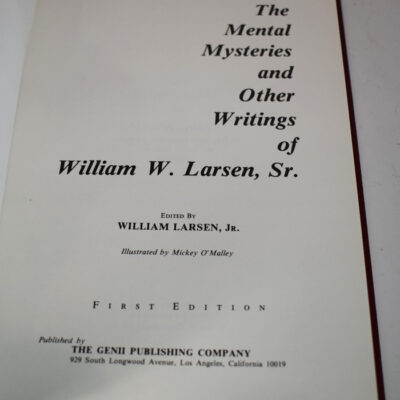 The
Mental
Mysteries
and
Other
Writings
of
William W. Larsen, Sr.
Edited By
WILLIAM LARSEN, Jr.
Illustrated by Mickey O'Malley
First Edition
Published by
THE GENII PUBLISHING COMPANY
929 South Longwood Avenue, Los Angeles, California 10019